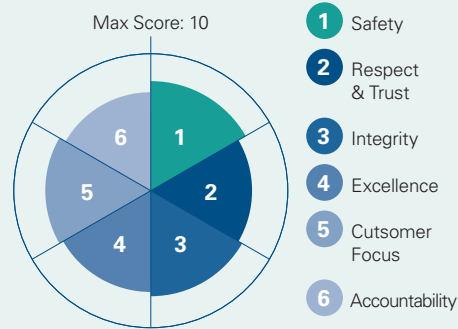 Max Score: 10
1
2
3
4
5
6
1 Safety
2 Respect
& Trust
3 Integrity
4 Excellence
5 Cutsomer
Focus
6 Accountability